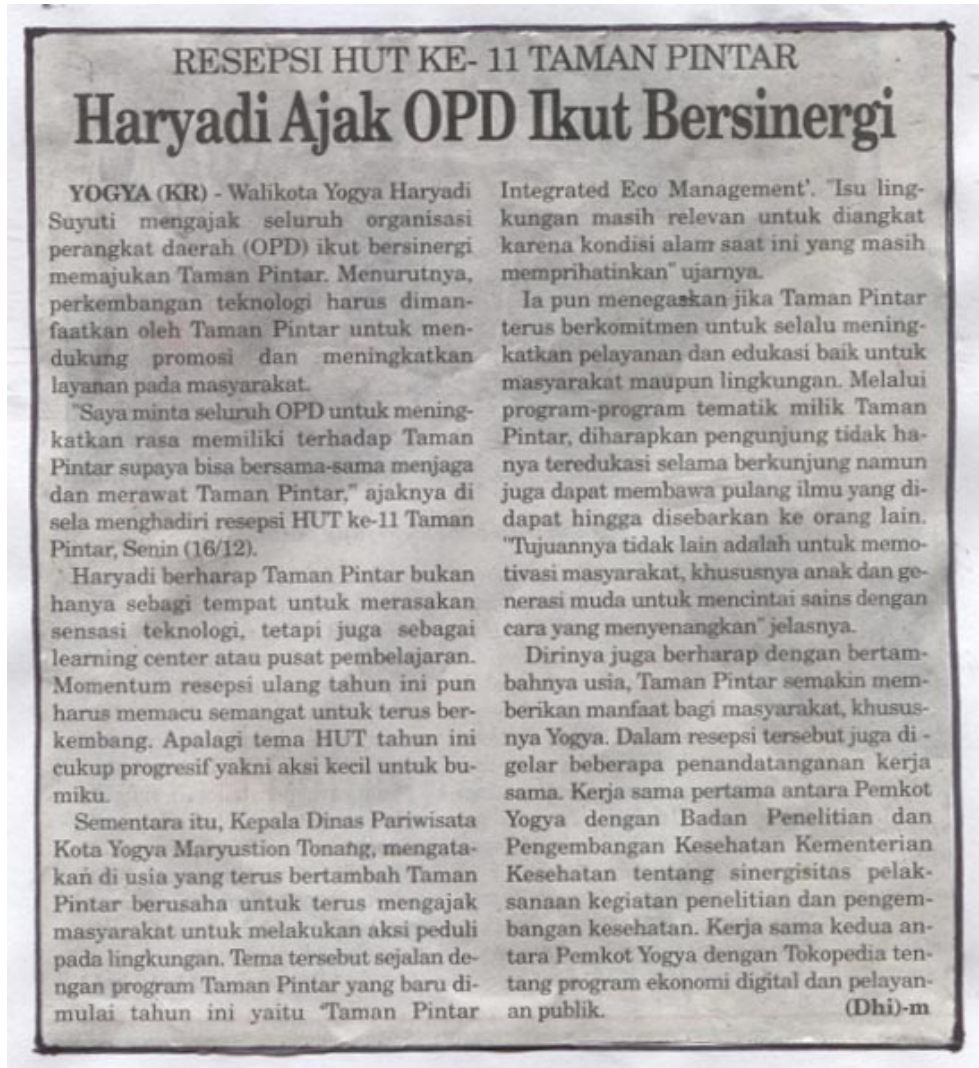 RESEPSI HUT KE- 11 TAMAN PINTAR
Haryadi Ajak OPD Ikut Bersinergi
YOGYA (KR) - Walikota Yogya Haryadi
Suyuti mengajak seluruh organisasi
perangkat daerah (OPD) ikut bersinergi
memajukan Taman Pintar. Menurutnya,
perkembangan teknologi harus diman-
faatkan oleh Taman Pintar untuk men-
dukung promosi dan meningkatkan
layanan pada masyarakat.
"Saya minta seluruh OPD untuk mening-
katkan rasa memiliki terhadap Taman
Pintar supaya bisa bersama-sama menjaga
dan merawat Taman Pintar," ajaknya di
sela menghadiri resepsi HUT ke-11 Taman
Pintar, Senin (16/12).
Haryadi berharap Taman Pintar bukan
hanya sebagi tempat untuk merasakan
sensasi teknologi, tetapi juga sebagai
learning center atau pusat pembelajaran.
Momentum resepsi ulang tahun ini pun
harus memacu semangat untuk terus ber-
kembang. Apalagi tema HUT tahun ini
cukup progresif yakni aksi kecil untuk bu-
miku.
Sementara itu, Kepala Dinas Pariwisata
Kota Yogya Maryustion Tonang, mengata-
kan di usia yang terus bertambah Taman
Pintar berusaha untuk terus mengajak
masyarakat untuk melakukan aksi peduli
pada lingkungan. Tema tersebut sejalan de-
ngan program Taman Pintar yang baru di-
mulai tahun ini yaitu 'Taman Pintar
Integrated Eco Management'. "Isu ling-
kungan masih relevan untuk diangkat
karena kondisi alam saat ini yang masih
memprihatinkan" ujarnya.
Ia pun menegaskan jika Taman Pintar
terus berkomitmen untuk selalu mening-
katkan pelayanan dan edukasi baik untuk
masyarakat maupun lingkungan. Melalui
program-program tematik milik Taman
Pintar, diharapkan pengunjung tidak ha-
nya teredukasi selama berkunjung namun
juga dapat membawa pulang ilmu yang di-
dapat hingga disebarkan ke orang lain.
"Tujuannya tidak lain adalah untuk memo-
tivasi masyarakat, khususnya anak dan ge-
nerasi muda untuk mencintai sains dengan
cara yang menyenangkan" jelasnya.
Dirinya juga berharap dengan bertam-
bahnya usia, Taman Pintar semakin mem-
berikan manfaat bagi masyarakat, khusus-
nya Yogya. Dalam resepsi tersebut juga di -
gelar beberapa penandatanganan kerja
sama. Kerja sama pertama antara Pemkot
Yogya dengan Badan Penelitian dan
Pengembangan Kesehatan Kementerian
Kesehatan tentang sinergisitas pelak-
sanaan kegiatan penelitian dan pengem-
bangan kesehatan. Kerja sama kedua an-
tara Pemkot Yogya dengan Tokopedia ten-
tang program ekonomi digital dan pelayan-
an publik. (Dhi)-m